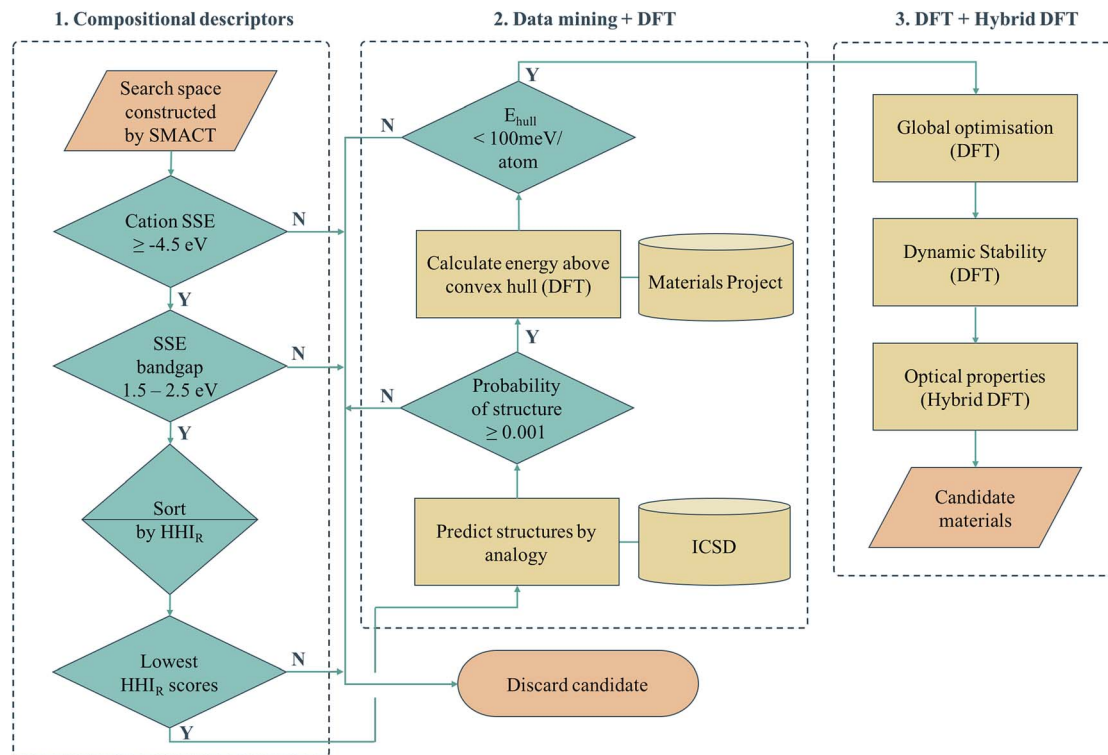 1. Compositional descriptors
Search space
constructed
by SMACT
Cation SSE
≥ -4.5 eV
N
Y
SSE
bandgap
1.5 – 2.5 eV
N
Y
Sort
by HHI_R
Lowest
HHI_R scores
N
Y
2. Data mining + DFT
Y
E_hull
< 100meV/
atom
N
Calculate energy above
convex hull (DFT)
Materials Project
Y
Probability
of structure
≥ 0.001
N
Predict structures by
analogy
ICSD
Discard candidate
3. DFT + Hybrid DFT
Global optimisation
(DFT)
Dynamic Stability
(DFT)
Optical properties
(Hybrid DFT)
Candidate
materials